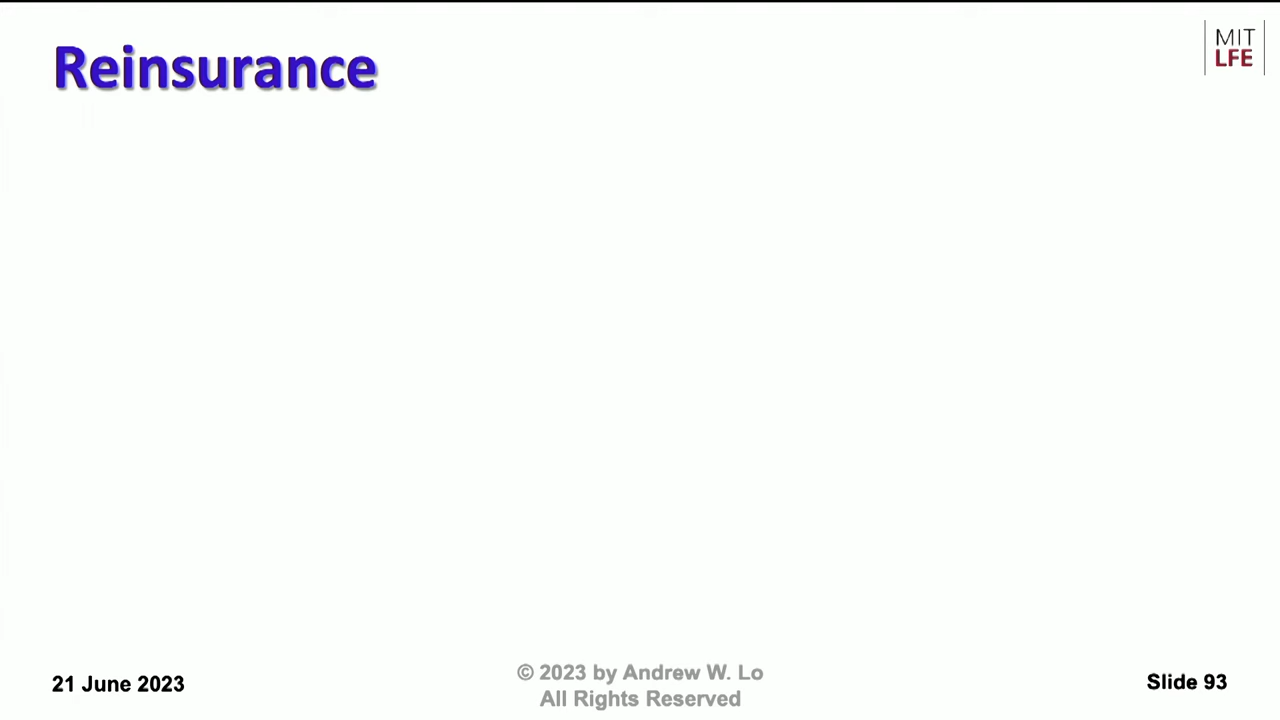 Reinsurance
MIT
LFE
21 June 2023
© 2023 by Andrew W. Lo
All Rights Reserved
Slide 93